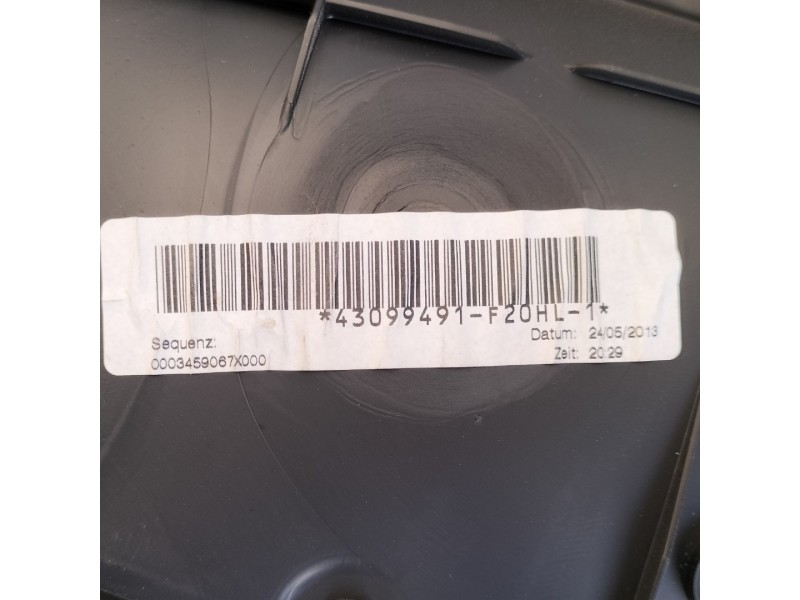 *43099491-F20HL-1*
Sequenz:
0003459067X000
Datum: 24/05/2013
Zeit: 20:29